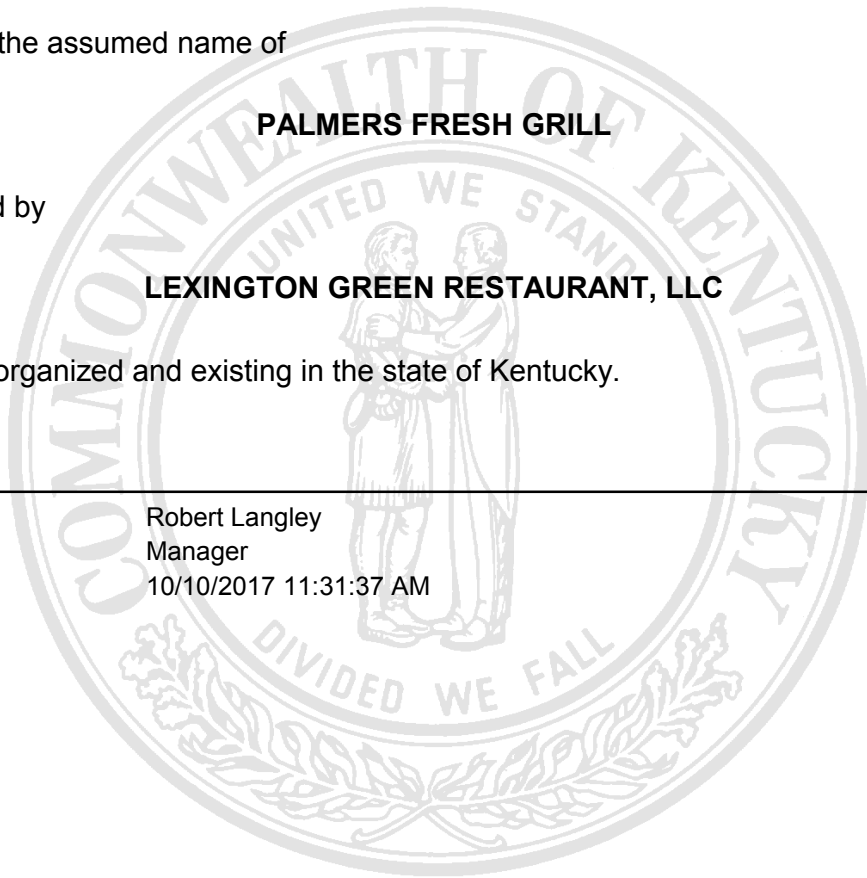 the assumed name of
PALMERS FRESH GRILL
d by
LEXINGTON GREEN RESTAURANT, LLC
organized and existing in the state of Kentucky.
Robert Langley
Manager
10/10/2017 11:31:37 AM
COMMONWEALTH OF KENTUCKY
UNITED WE STAND
DIVIDED WE FALL